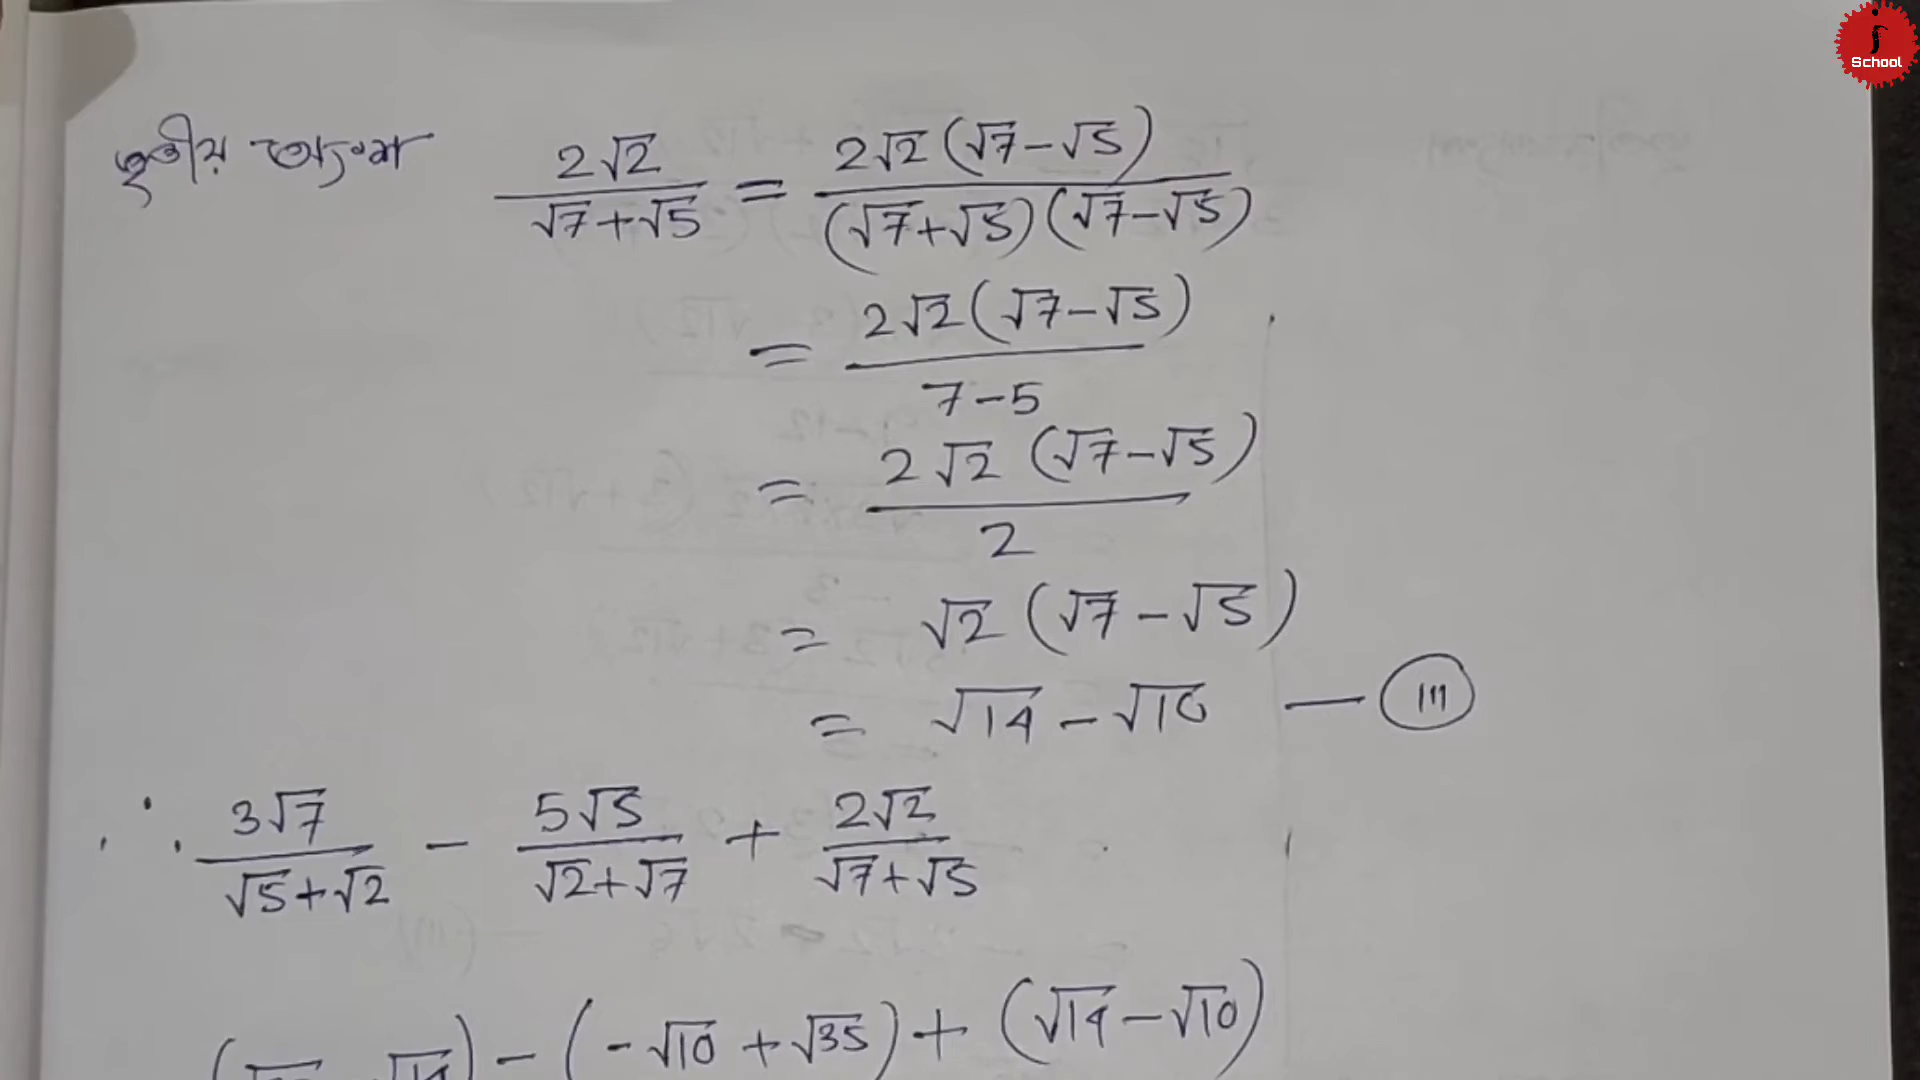 School
তৃতীয় অংশ 2√2/(√7+√5) = 2√2(√7-√5)/((√7+√5)(√7-√5))
= 2√2(√7-√5)/(7-5)
= 2√2(√7-√5)/2
= √2(√7-√5)
= √14-√10 — (iii)
∴ 3√7/(√5+√2) - 5√5/(√2+√7) + 2√2/(√7+√5)
√14) - (-√10+√35) + (√14-√10)